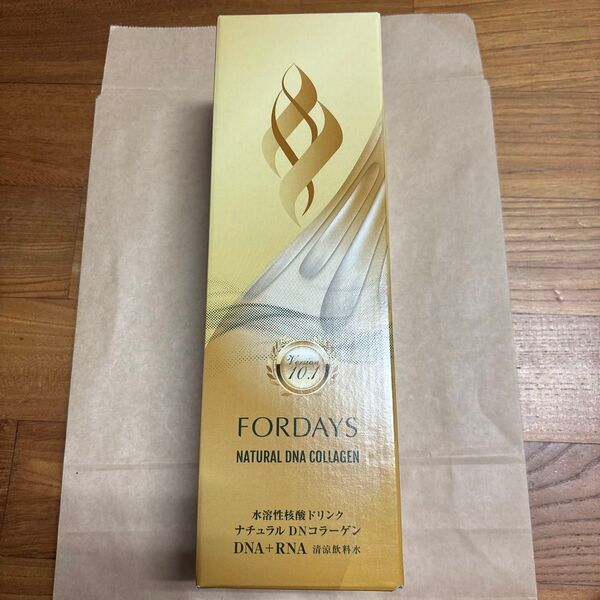 Version
10.1
FORDAYS
NATURAL DNA COLLAGEN
水溶性核酸ドリンク
ナチュラル DNコラーゲン
DNA+RNA 清涼飲料水